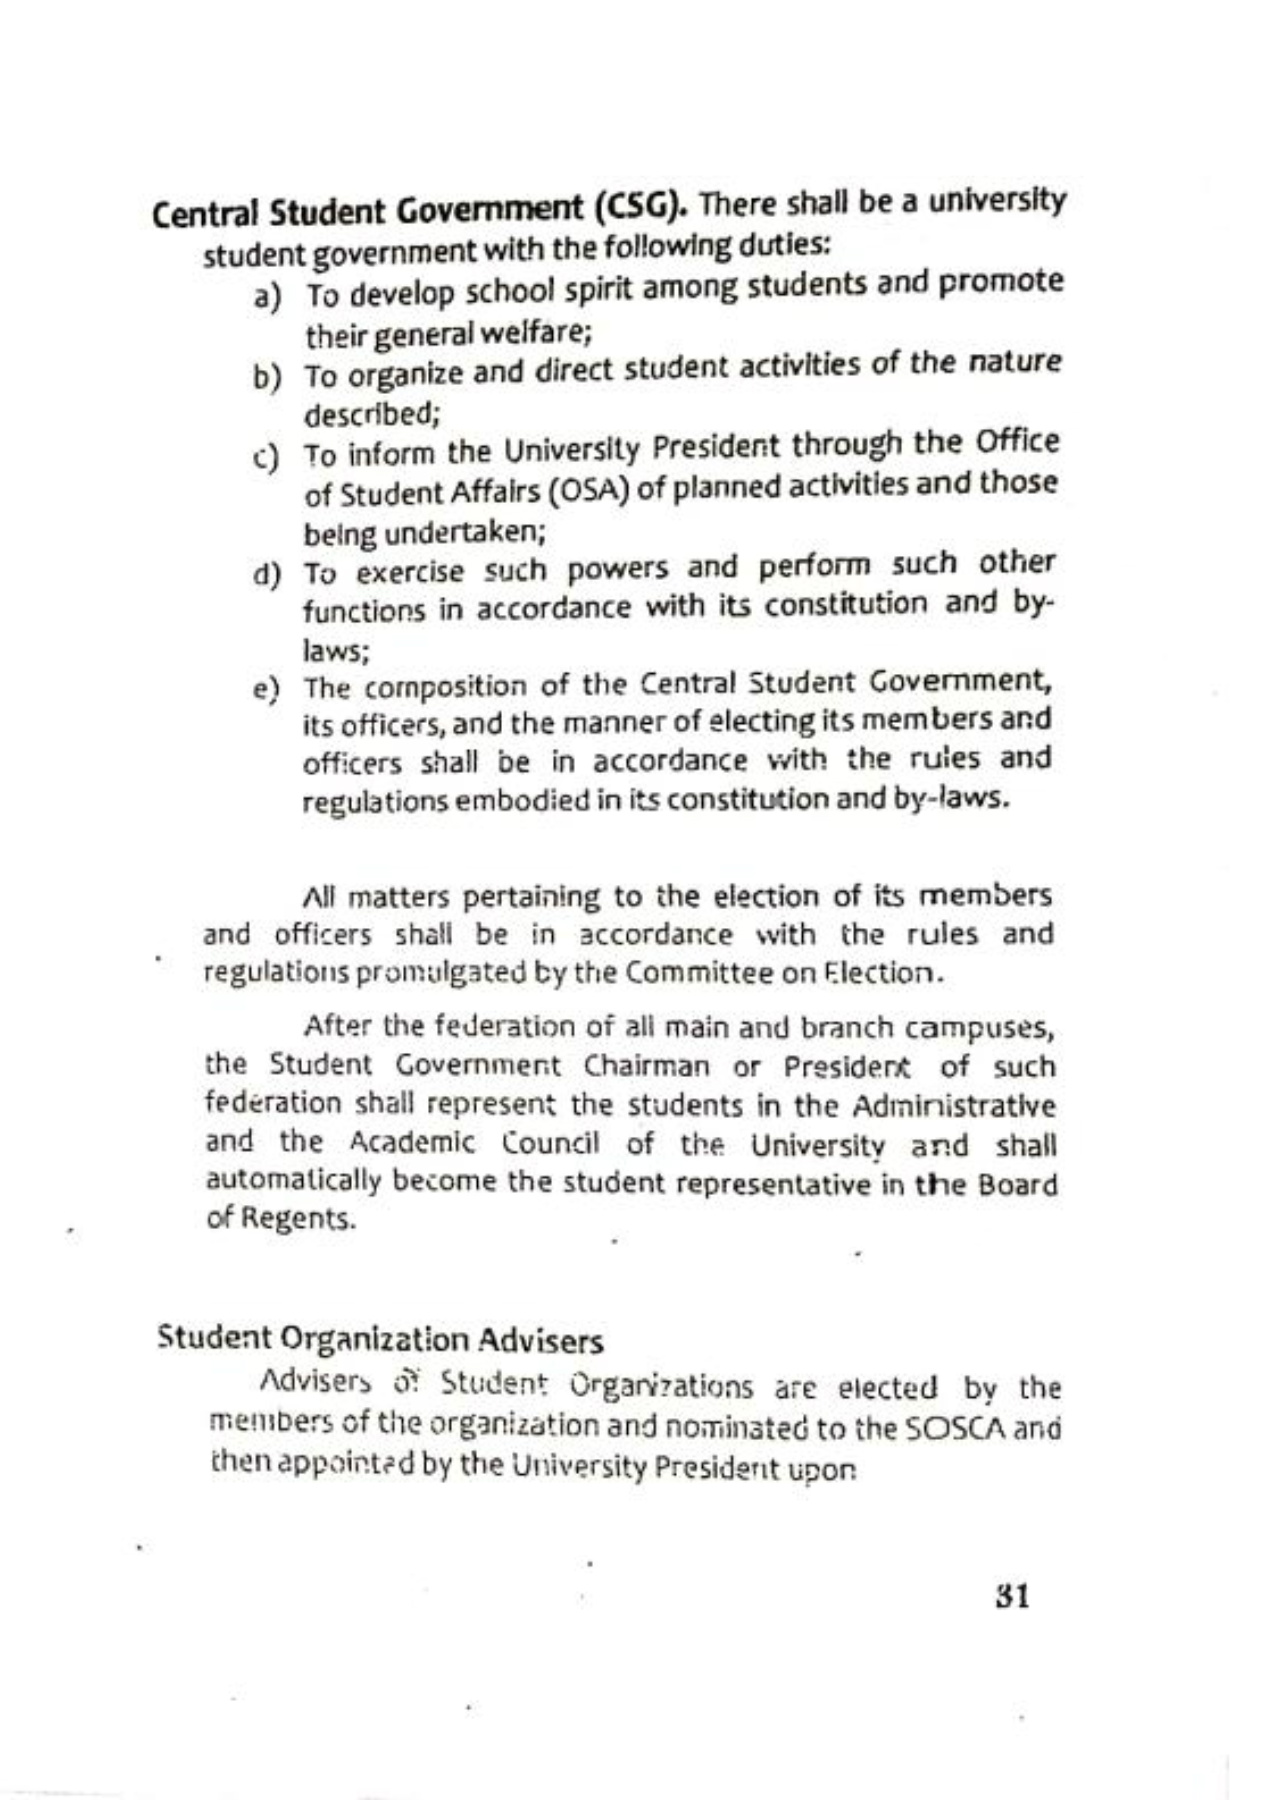 Central Student Government (CSG). There shall be a university
student government with the following duties:
a) To develop school spirit among students and promote
their general welfare;
b) To organize and direct student activities of the nature
described;
c) To inform the University President through the Office
of Student Affairs (OSA) of planned activities and those
being undertaken;
d) To exercise such powers and perform such other
functions in accordance with its constitution and by-
laws;
e) The composition of the Central Student Government,
its officers, and the manner of electing its members and
officers shall be in accordance with the rules and
regulations embodied in its constitution and by-laws.
All matters pertaining to the election of its members
and officers shall be in accordance with the rules and
regulations promulgated by the Committee on Election.
After the federation of all main and branch campuses,
the Student Government Chairman or President of such
federation shall represent the students in the Administrative
and the Academic Council of the University and shall
automatically become the student representative in the Board
of Regents.
Student Organization Advisers
Advisers of Student Organizations are elected by the
members of the organization and nominated to the SOSCA and
then appointed by the University President upon
31